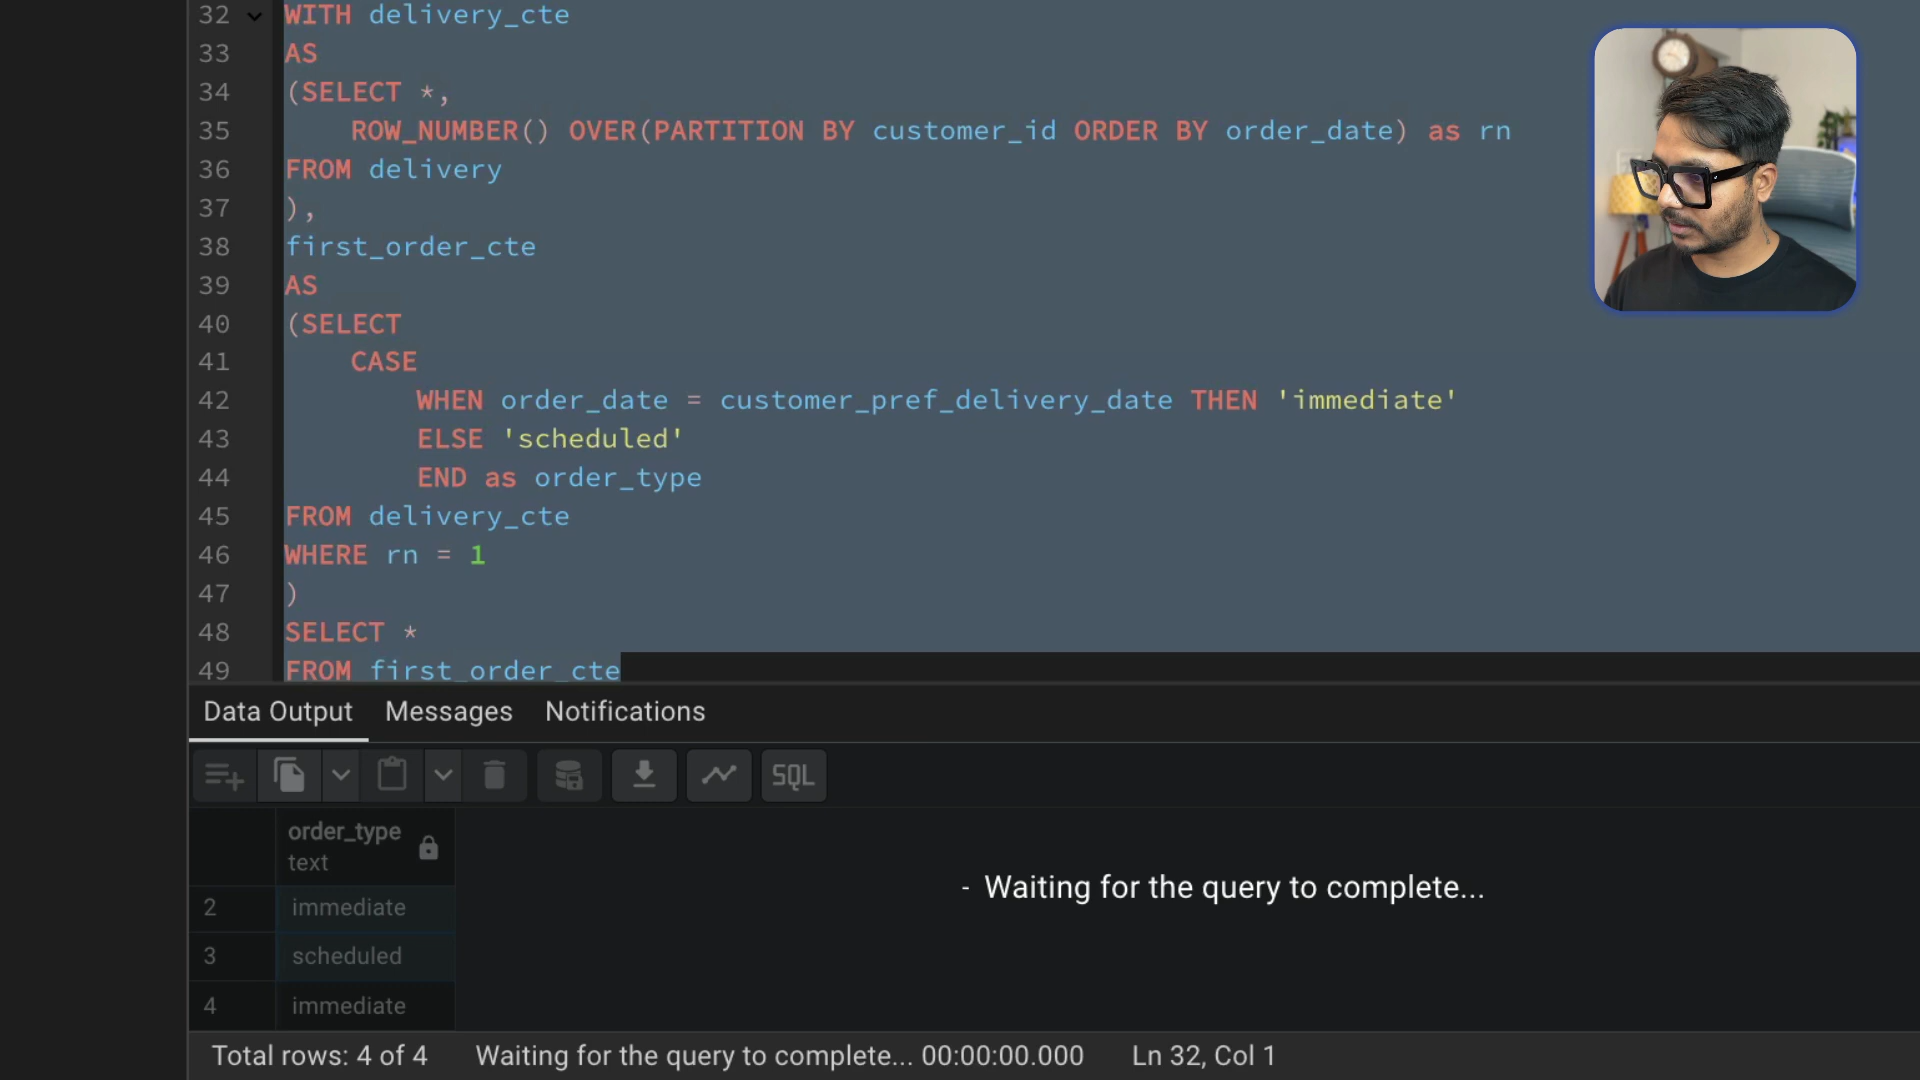 32 WITH delivery_cte
33 AS
34 (SELECT *,
35 ROW_NUMBER() OVER(PARTITION BY customer_id ORDER BY order_date) as rn
36 FROM delivery
37 ),
38 first_order_cte
39 AS
40 (SELECT
41 CASE
42 WHEN order_date = customer_pref_delivery_date THEN 'immediate'
43 ELSE 'scheduled'
44 END as order_type
45 FROM delivery_cte
46 WHERE rn = 1
47 )
48 SELECT *
49 FROM first_order_cte
Data Output Messages Notifications
SQL
order_type
text
- Waiting for the query to complete...
2 immediate
3 scheduled
4 immediate
Total rows: 4 of 4 Waiting for the query to complete... 00:00:00.000 Ln 32, Col 1